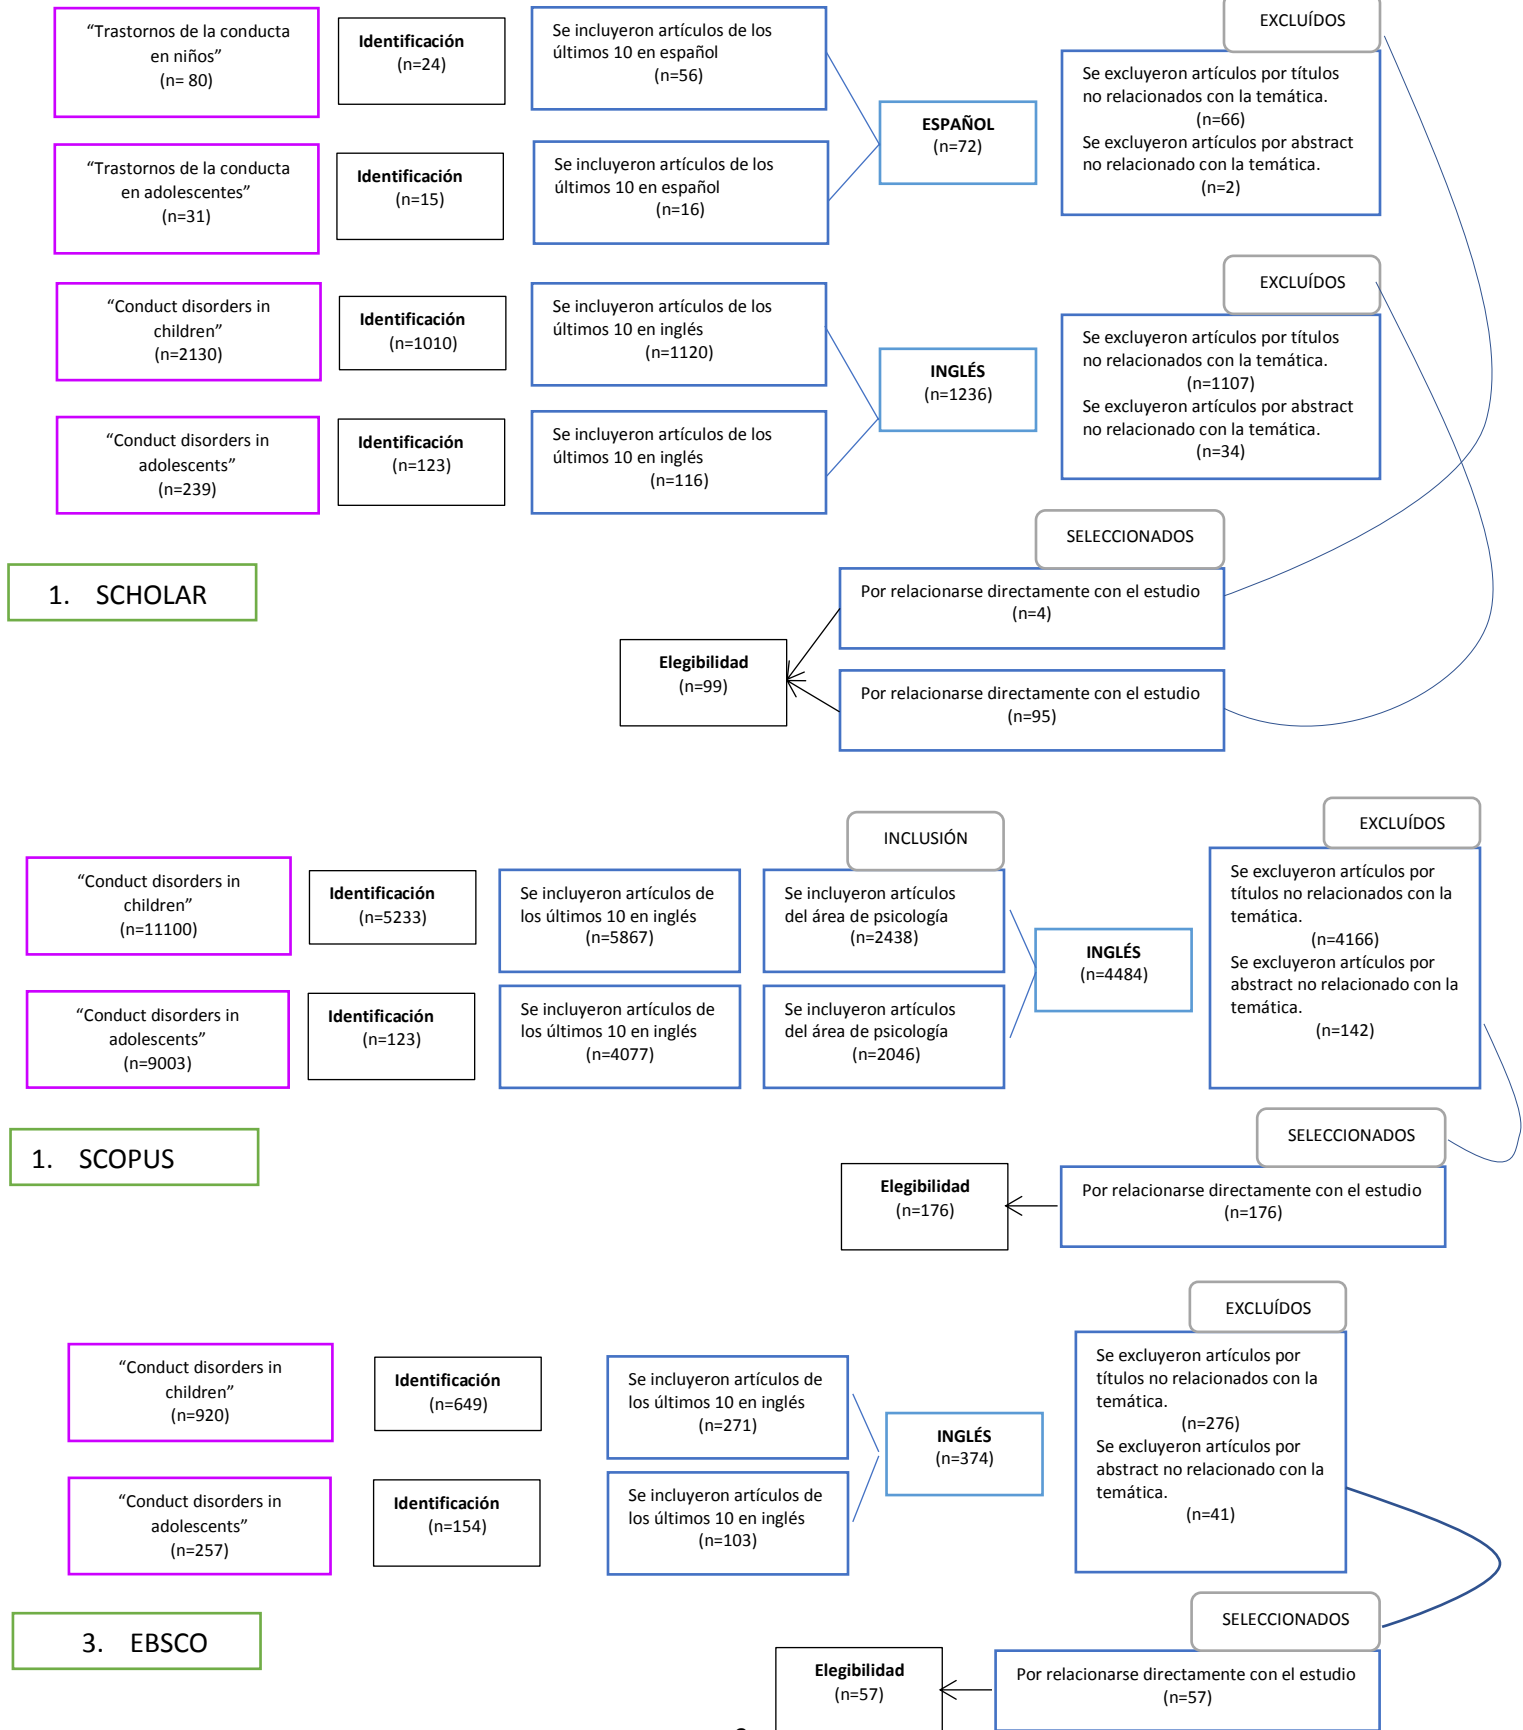 “Trastornos de la conducta
en niños”
(n= 80)
Identificación
(n=24)
Se incluyeron artículos de los
últimos 10 en español
(n=56)
EXCLUÍDOS
Se excluyeron artículos por títulos
no relacionados con la temática.
(n=66)
Se excluyeron artículos por abstract
no relacionado con la temática.
(n=2)
ESPAÑOL
(n=72)
“Trastornos de la conducta
en adolescentes”
(n=31)
Identificación
(n=15)
Se incluyeron artículos de los
últimos 10 en español
(n=16)
“Conduct disorders in
children”
(n=2130)
Identificación
(n=1010)
Se incluyeron artículos de los
últimos 10 en inglés
(n=1120)
EXCLUÍDOS
Se excluyeron artículos por títulos
no relacionados con la temática.
(n=1107)
Se excluyeron artículos por abstract
no relacionado con la temática.
(n=34)
INGLÉS
(n=1236)
“Conduct disorders in
adolescents”
(n=239)
Identificación
(n=123)
Se incluyeron artículos de los
últimos 10 en inglés
(n=116)
SELECCIONADOS
Por relacionarse directamente con el estudio
(n=4)
1. SCHOLAR
Elegibilidad
(n=99)
Por relacionarse directamente con el estudio
(n=95)
INCLUSIÓN
EXCLUÍDOS
“Conduct disorders in
children”
(n=11100)
Identificación
(n=5233)
Se incluyeron artículos de
los últimos 10 en inglés
(n=5867)
Se incluyeron artículos
del área de psicología
(n=2438)
INGLÉS
(n=4484)
Se excluyeron artículos por
títulos no relacionados con la
temática.
(n=4166)
Se excluyeron artículos por
abstract no relacionado con la
temática.
(n=142)
“Conduct disorders in
adolescents”
(n=9003)
Identificación
(n=123)
Se incluyeron artículos de
los últimos 10 en inglés
(n=4077)
Se incluyeron artículos
del área de psicología
(n=2046)
1. SCOPUS
SELECCIONADOS
Elegibilidad
(n=176)
Por relacionarse directamente con el estudio
(n=176)
EXCLUÍDOS
“Conduct disorders in
children”
(n=920)
Identificación
(n=649)
Se incluyeron artículos de
los últimos 10 en inglés
(n=271)
INGLÉS
(n=374)
Se excluyeron artículos por
títulos no relacionados con la
temática.
(n=276)
Se excluyeron artículos por
abstract no relacionado con la
temática.
(n=41)
“Conduct disorders in
adolescents”
(n=257)
Identificación
(n=154)
Se incluyeron artículos de
los últimos 10 en inglés
(n=103)
3. EBSCO
SELECCIONADOS
Elegibilidad
(n=57)
Por relacionarse directamente con el estudio
(n=57)